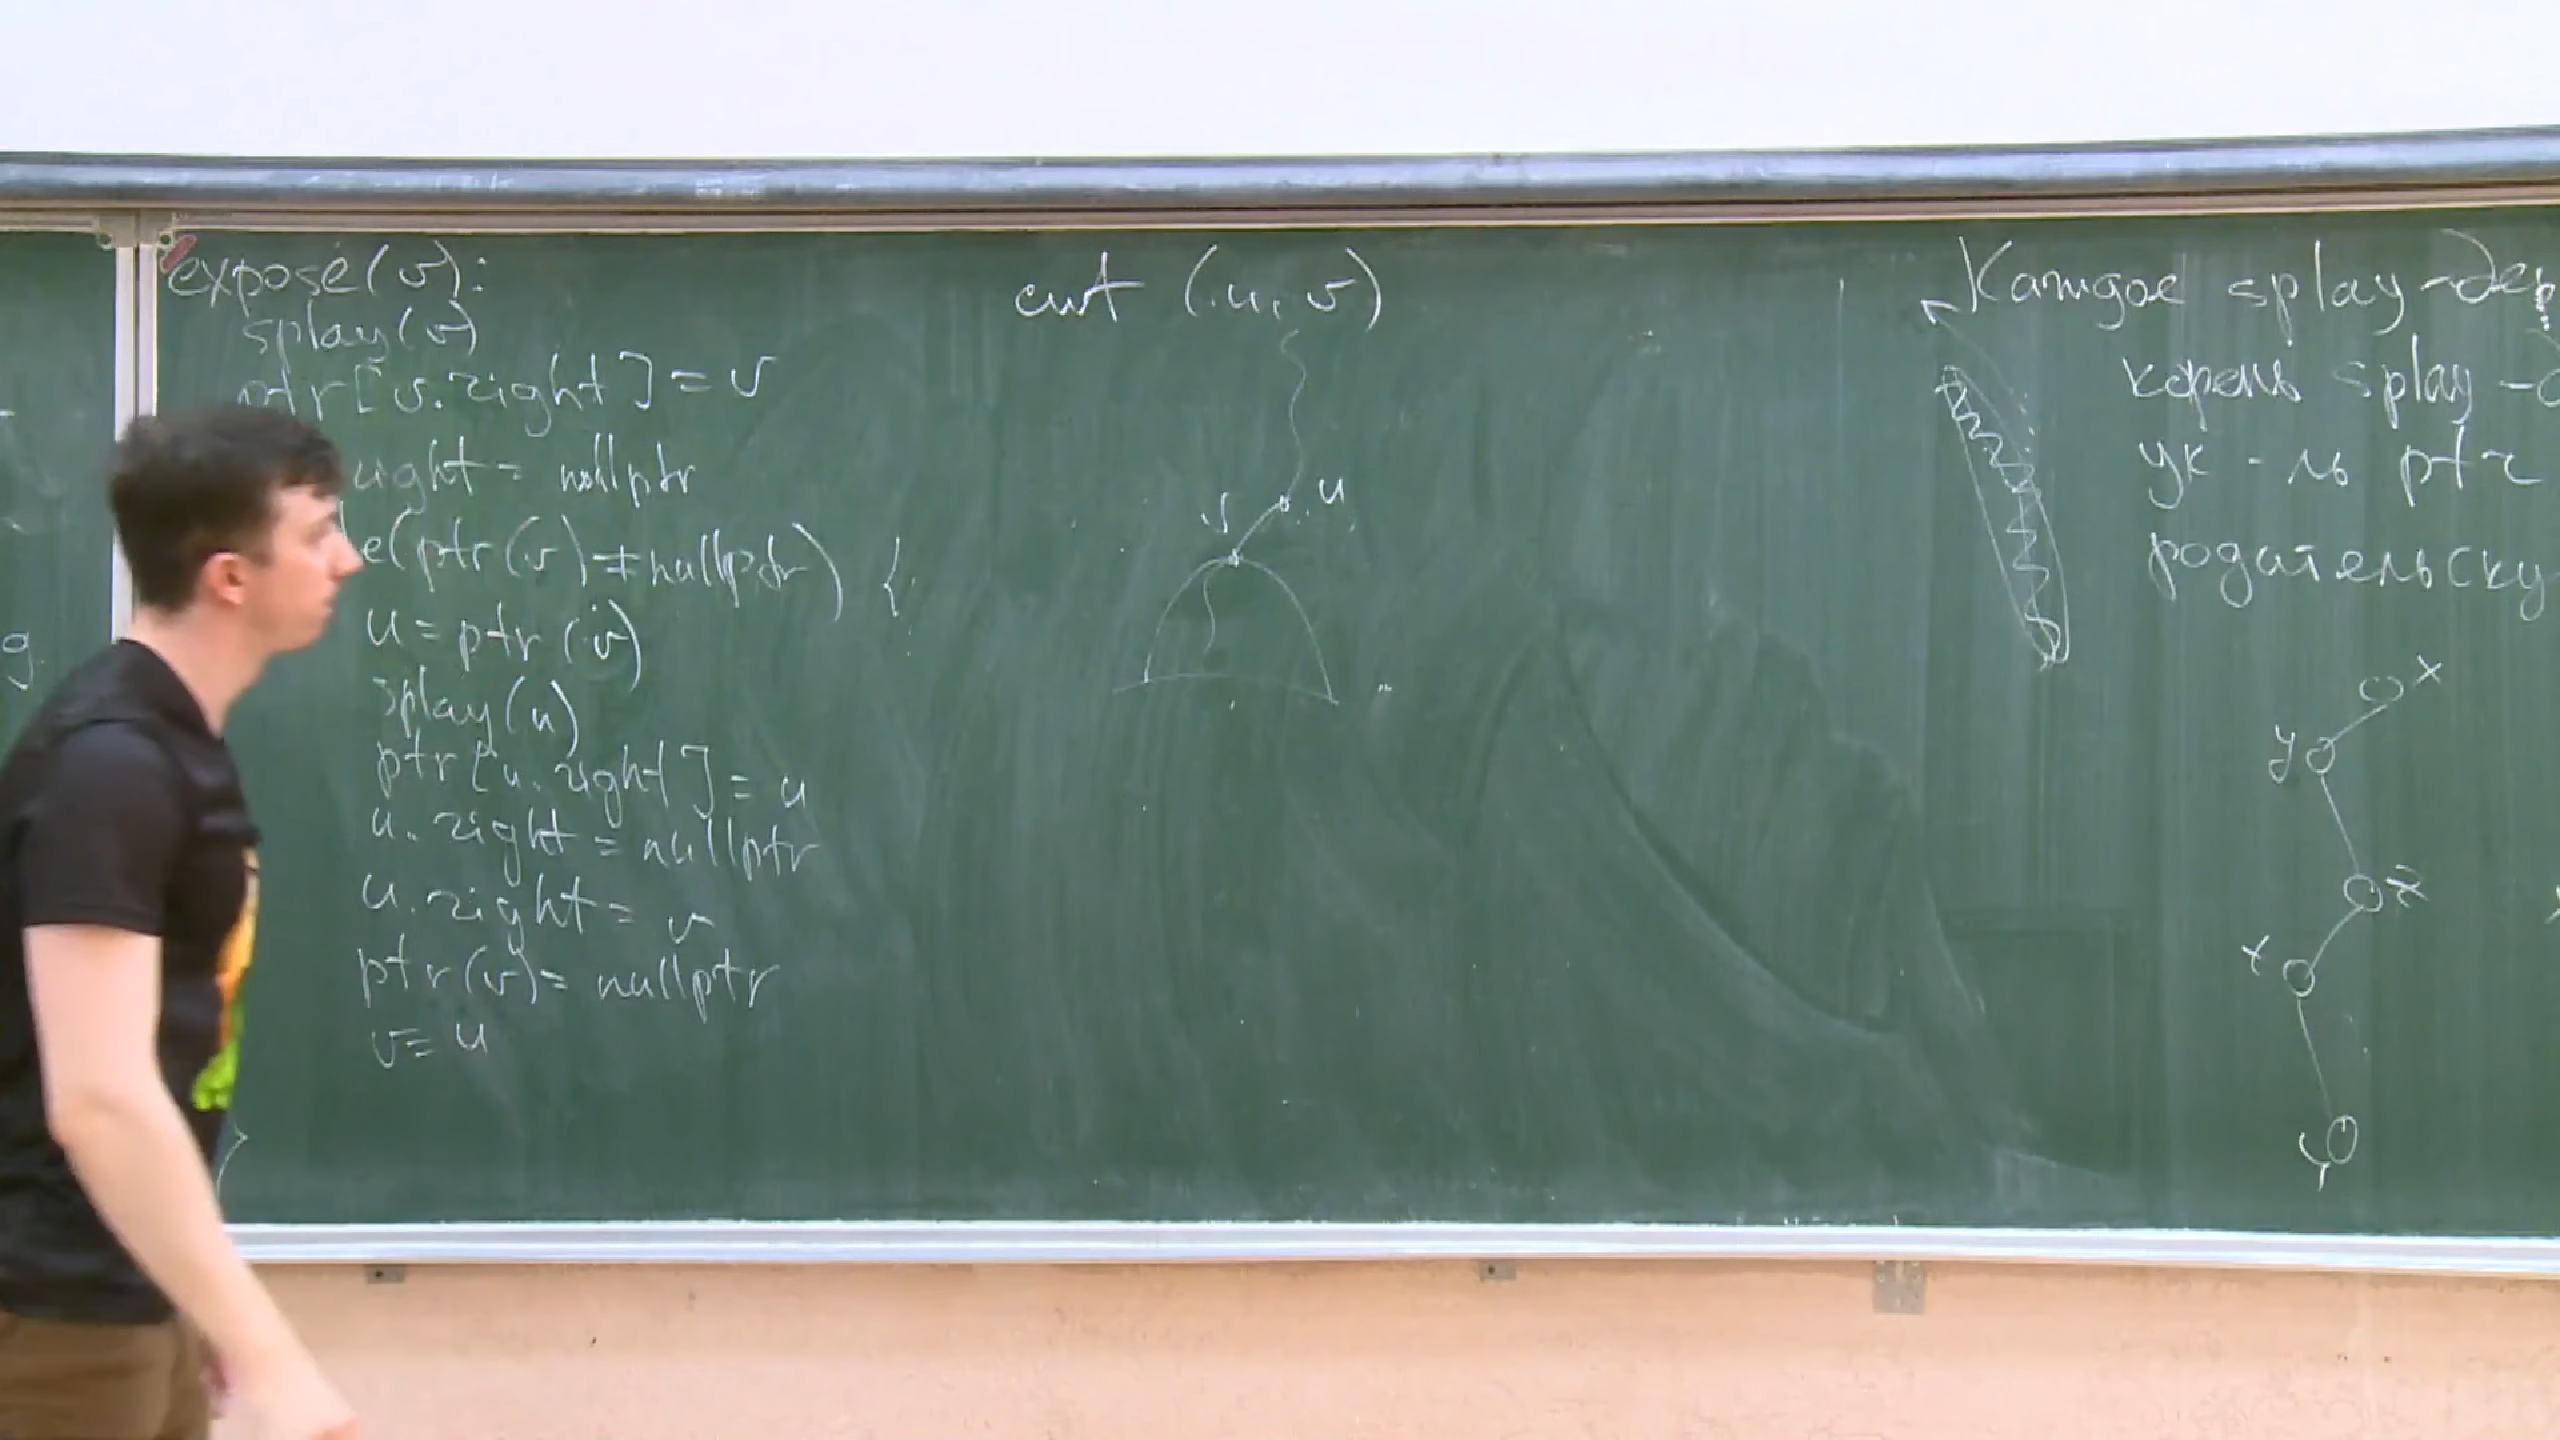 expose(v):
splay(v)
ptr[v.right] = v
right = nullptr
e(ptr(v) ≠ nullptr) {
u = ptr(v)
splay(u)
ptr[u.right] = u
u.right = nullptr
u.right = v
ptr(v) = nullptr
v = u
}
cut (u, v)
v u
Каждое splay-дер
корень splay-
ук-ль ptr
родительску
x
y
z
x
y
g.